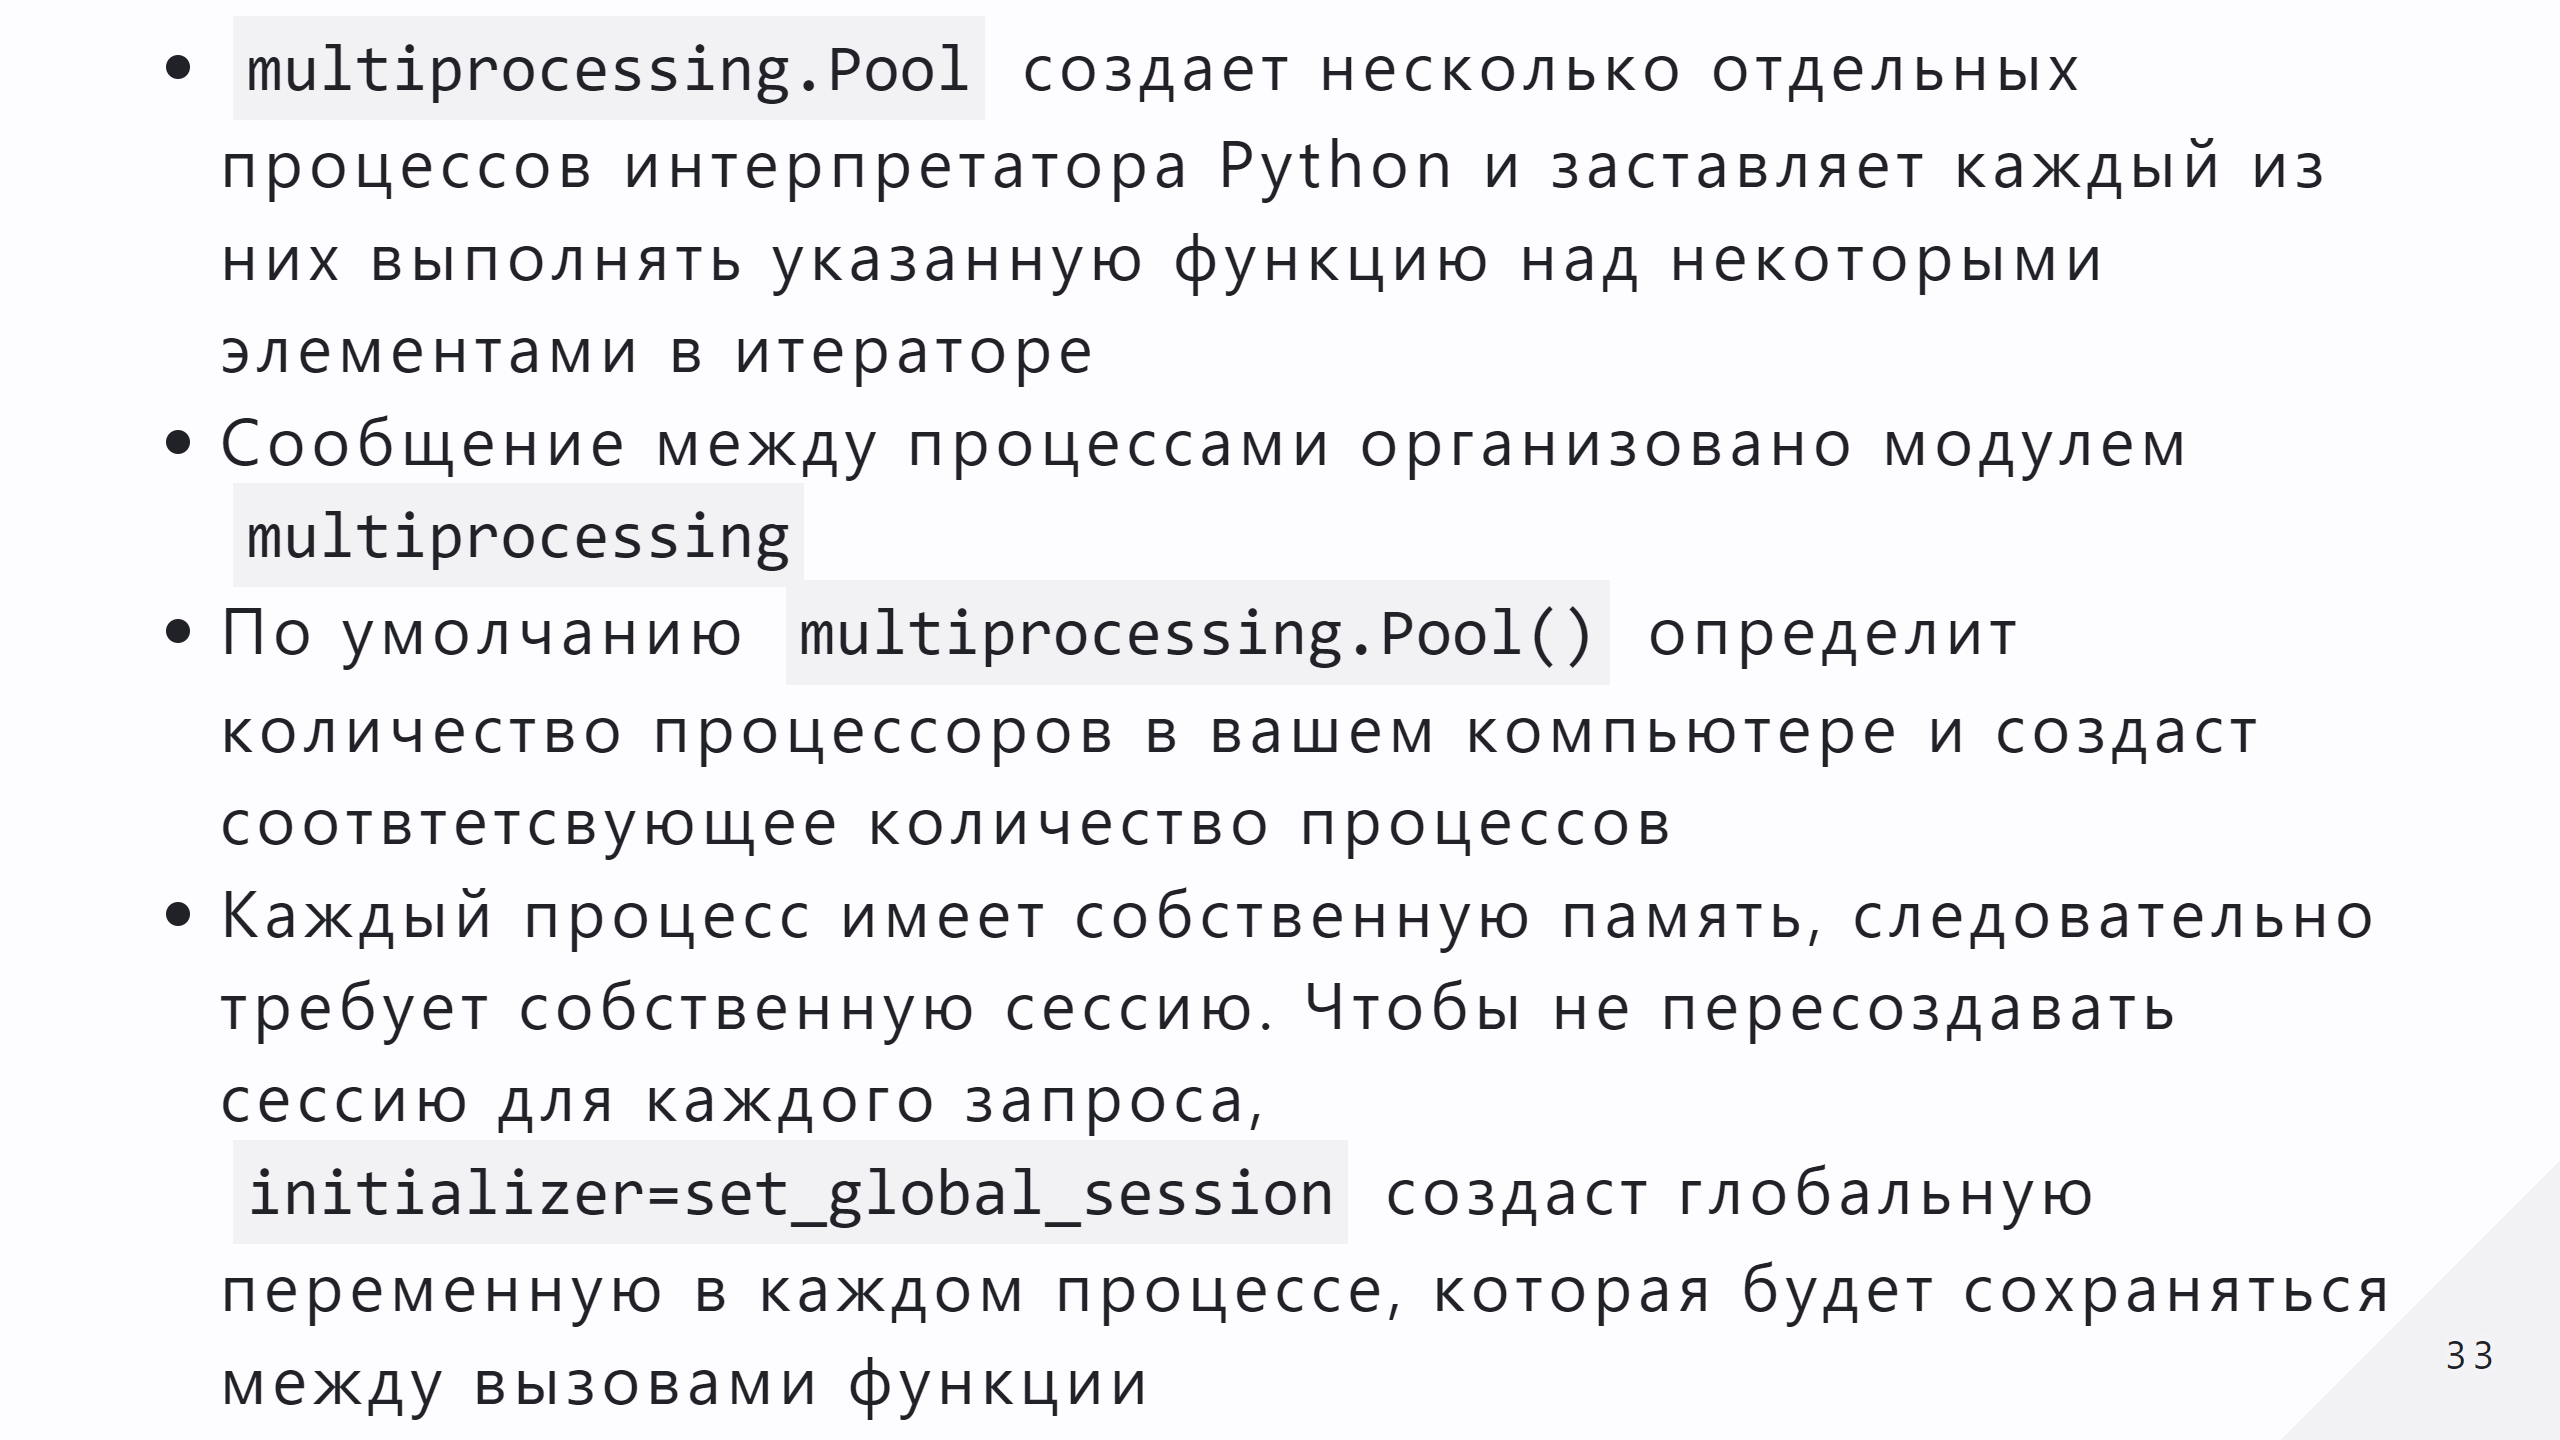 • multiprocessing.Pool создает несколько отдельных
процессов интерпретатора Python и заставляет каждый из
них выполнять указанную функцию над некоторыми
элементами в итераторе
• Сообщение между процессами организовано модулем
multiprocessing
• По умолчанию multiprocessing.Pool() определит
количество процессоров в вашем компьютере и создаст
соотвтетсвующее количество процессов
• Каждый процесс имеет собственную память, следовательно
требует собственную сессию. Чтобы не пересоздавать
сессию для каждого запроса,
initializer=set_global_session создаст глобальную
переменную в каждом процессе, которая будет сохраняться
между вызовами функции
33